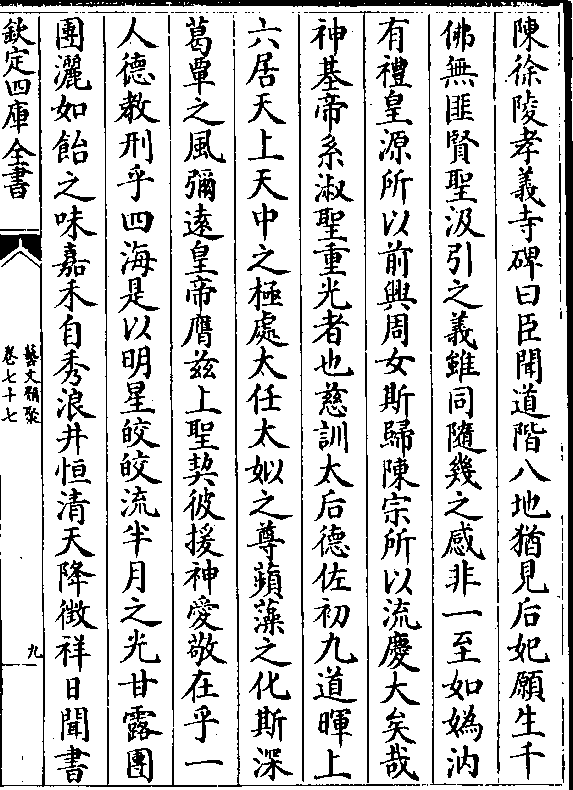 陳徐陵孝義寺碑曰臣聞道階八地猶見后妃願生千
佛無匪賢聖汲引之義雖同隨幾之感非一至如媯汭
有禮皇源所以前興周女斯歸陳宗所以流慶大矣哉
神基帝系淑聖重光者也慈訓太后德佐初九道暉上
六居天上天中之極處太任太姒之尊蘋藻之化斯深
葛覃之風彌遠皇帝膺茲上聖契彼援神愛敬在乎一
人德教刑乎四海是以明星皎皎流半月之光甘露團
團灑如飴之味嘉禾自秀浪井恒清天降徵祥日聞書
欽定四庫全書
藝文類聚
卷七十七
九